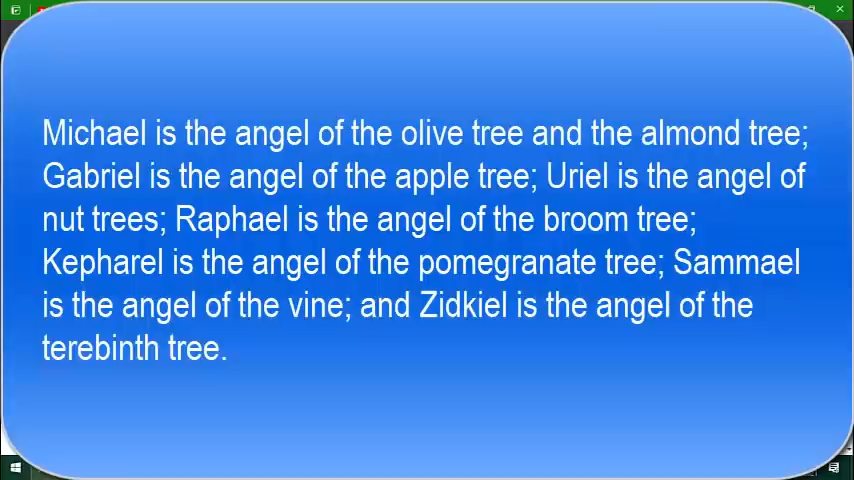 Michael is the angel of the olive tree and the almond tree;
Gabriel is the angel of the apple tree; Uriel is the angel of
nut trees; Raphael is the angel of the broom tree;
Kepharel is the angel of the pomegranate tree; Sammael
is the angel of the vine; and Zidkiel is the angel of the
terebinth tree.